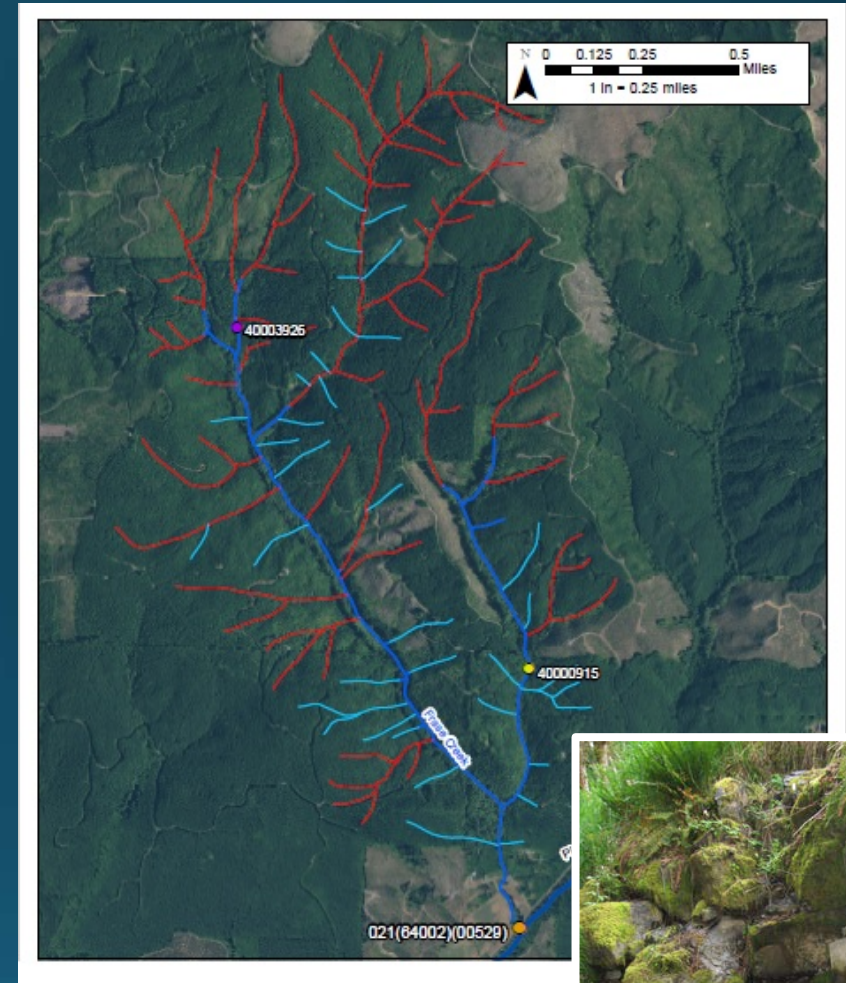 N 0 0.125 0.25 0.5
Miles
1 in = 0.25 miles
40003926
40000915
Frase Creek
021(64002)(00529)